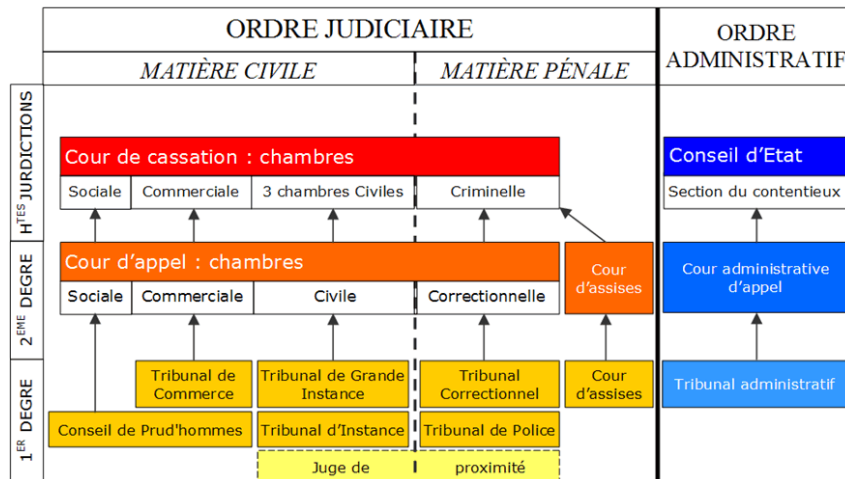 ORDRE JUDICIAIRE
ORDRE
ADMINISTRATIF
MATIÈRE CIVILE
MATIÈRE PÉNALE
HTES JURDICTIONS
Cour de cassation : chambres
Sociale
Commerciale
3 chambres Civiles
Criminelle
Conseil d'Etat
Section du contentieux
2EME DEGRE
Cour d'appel : chambres
Sociale
Commerciale
Civile
Correctionnelle
Cour
d'assises
Cour administrative
d'appel
1ER DEGRE
Tribunal de
Commerce
Tribunal de Grande
Instance
Tribunal
Correctionnel
Cour
d'assises
Tribunal administratif
Conseil de Prud'hommes
Tribunal d'Instance
Tribunal de Police
Juge de proximité